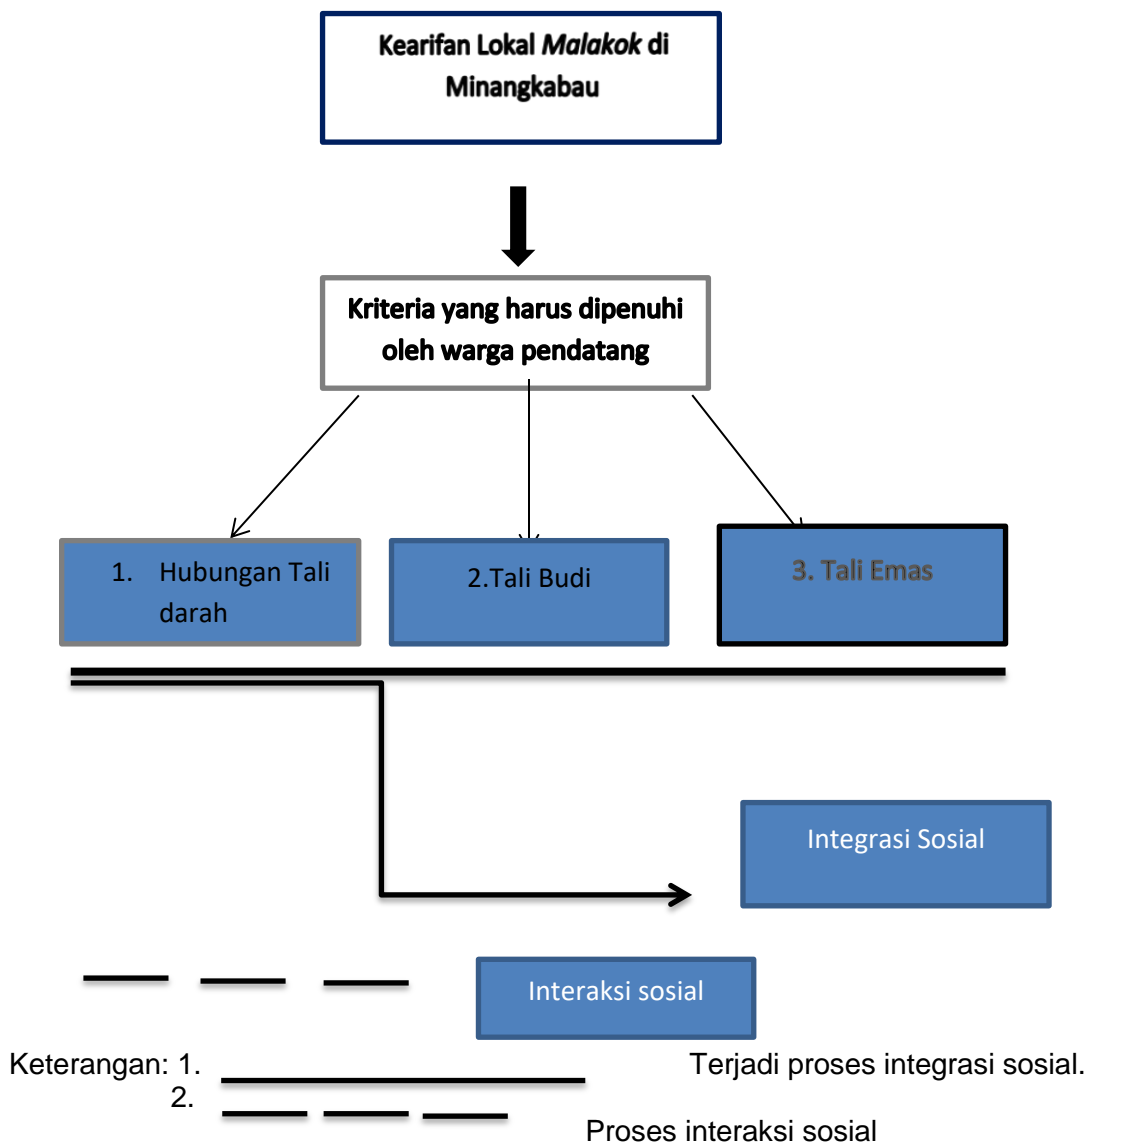 Kearifan Lokal Malakok di
Minangkabau
Kriteria yang harus dipenuhi
oleh warga pendatang
1. Hubungan Tali
darah
2.Tali Budi
3. Tali Emas
Integrasi Sosial
Interaksi sosial
Keterangan: 1. Terjadi proses integrasi sosial.
2.
Proses interaksi sosial